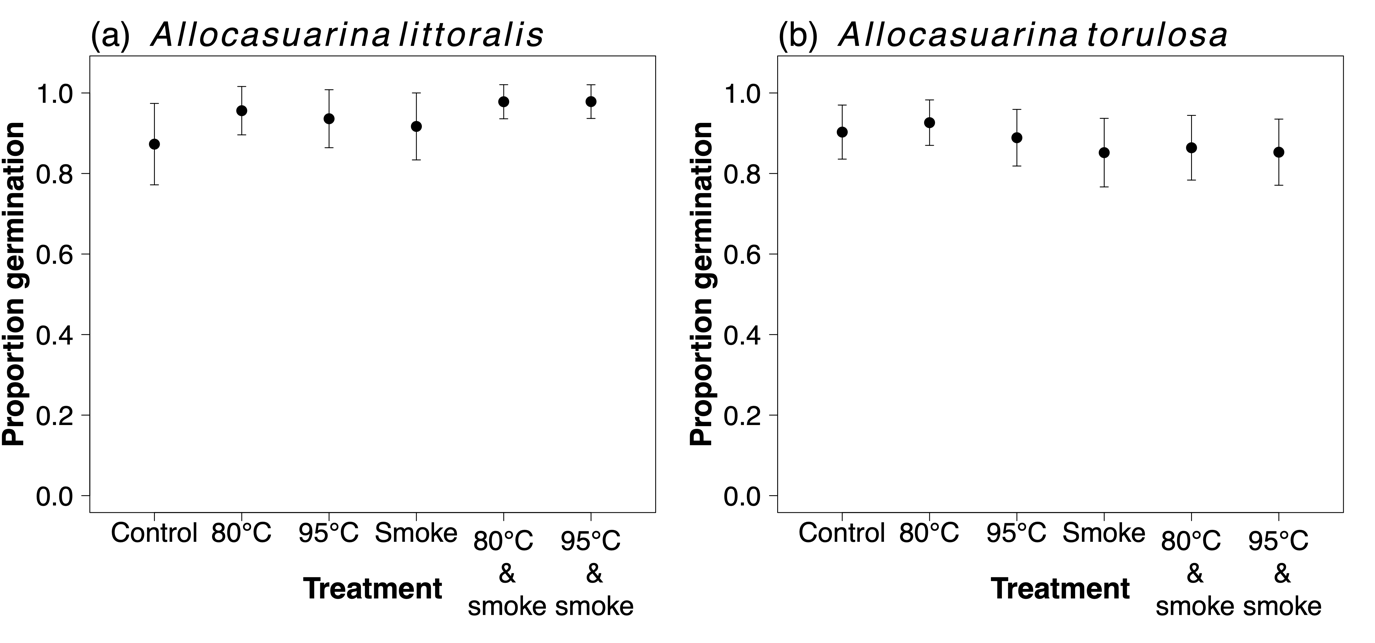 (a) Allocasuarina littoralis
Proportion germination
1.0
0.8
0.6
0.4
0.2
0.0
Control 80°C 95°C Smoke 80°C 95°C
& &
smoke smoke
Treatment
(b) Allocasuarina torulosa
Proportion germination
1.0
0.8
0.6
0.4
0.2
0.0
Control 80°C 95°C Smoke 80°C 95°C
& &
smoke smoke
Treatment